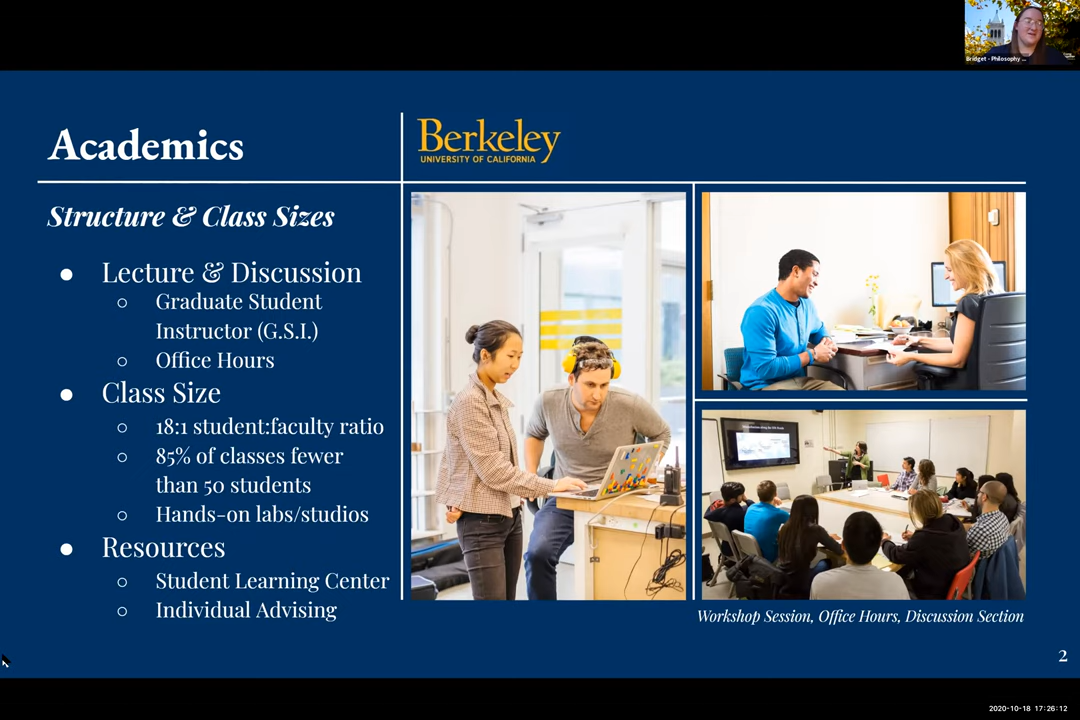 Bridget - Philosophy ...
Academics
Berkeley
UNIVERSITY OF CALIFORNIA
Structure & Class Sizes
● Lecture & Discussion
○ Graduate Student
Instructor (G.S.I.)
○ Office Hours
● Class Size
○ 18:1 student:faculty ratio
○ 85% of classes fewer
than 50 students
○ Hands-on labs/studios
● Resources
○ Student Learning Center
○ Individual Advising
Workshop Session, Office Hours, Discussion Section
2
2020-10-18 17:26:12